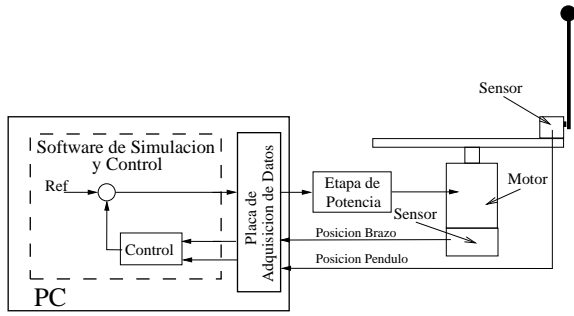 Sensor
Software de Simulacion
y Control
Ref
Control
Placa de
Adquisicion de Datos
Etapa de
Potencia
Motor
Sensor
Posicion Brazo
Posicion Pendulo
PC